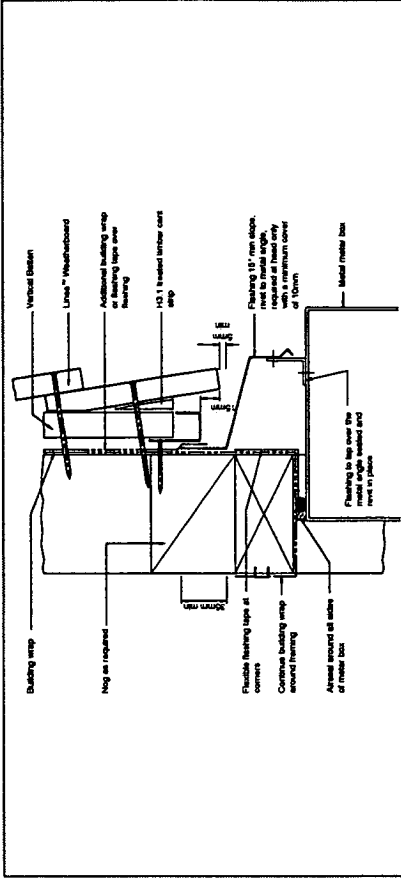 Building wrap
Nog as required
35mm min
Flexible flashing tape at
corners
Continue building wrap
around framing
Airseal around all sides
of meter box
Vertical Batten
Linea™ Weatherboard
Additional building wrap
or flashing tape over
flashing
H3.1 treated timber cant
strip
5mm
min
15mm
Flashing 15° min slope,
rivet to metal angle,
required at head only
with a minimum cover
of 10mm
Flashing to lap over the
metal angle sealed and
rivet in place
Metal meter box